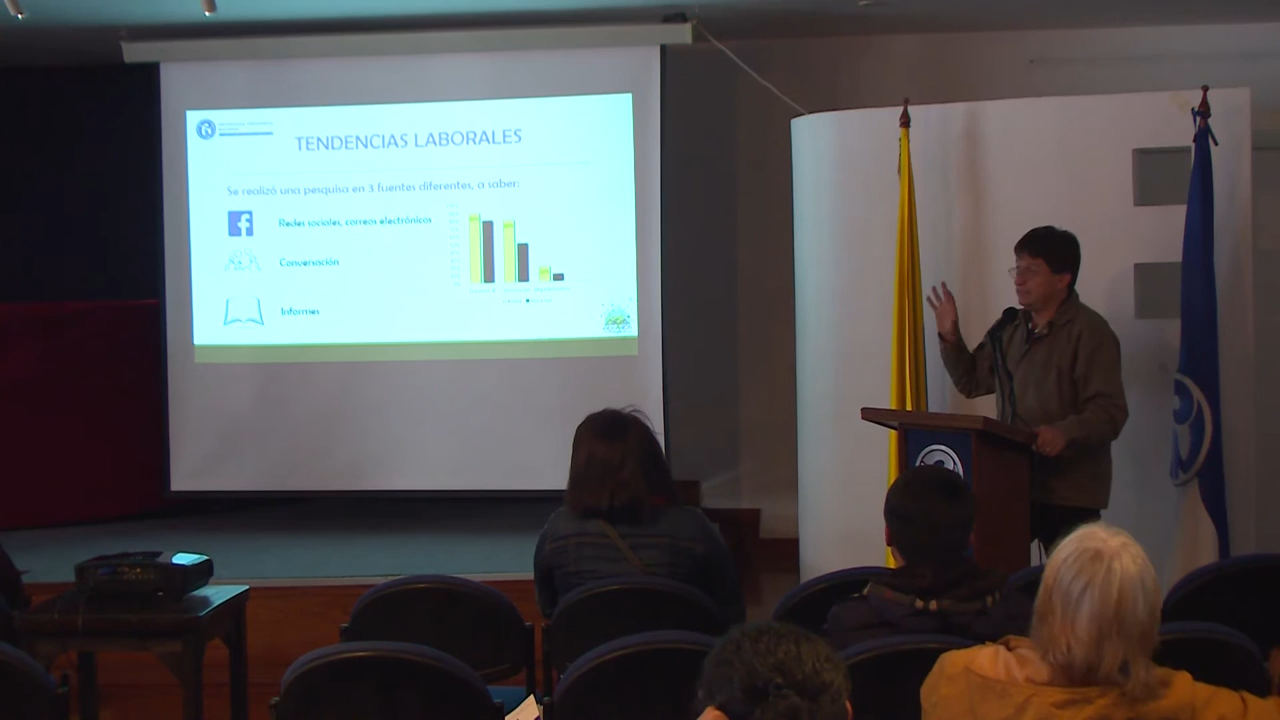 TENDENCIAS LABORALES
Se realizó una pesquisa en 3 fuentes diferentes, a saber:
Redes sociales, correos electrónicos
Conversación
Informes